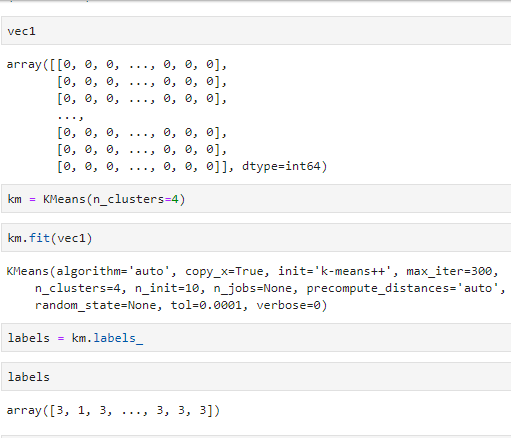 vec1
array([[0, 0, 0, ..., 0, 0, 0],
       [0, 0, 0, ..., 0, 0, 0],
       [0, 0, 0, ..., 0, 0, 0],
       ...,
       [0, 0, 0, ..., 0, 0, 0],
       [0, 0, 0, ..., 0, 0, 0],
       [0, 0, 0, ..., 0, 0, 0]], dtype=int64)
km = KMeans(n_clusters=4)
km.fit(vec1)
KMeans(algorithm='auto', copy_x=True, init='k-means++', max_iter=300,
    n_clusters=4, n_init=10, n_jobs=None, precompute_distances='auto',
    random_state=None, tol=0.0001, verbose=0)
labels = km.labels_
labels
array([3, 1, 3, ..., 3, 3, 3])